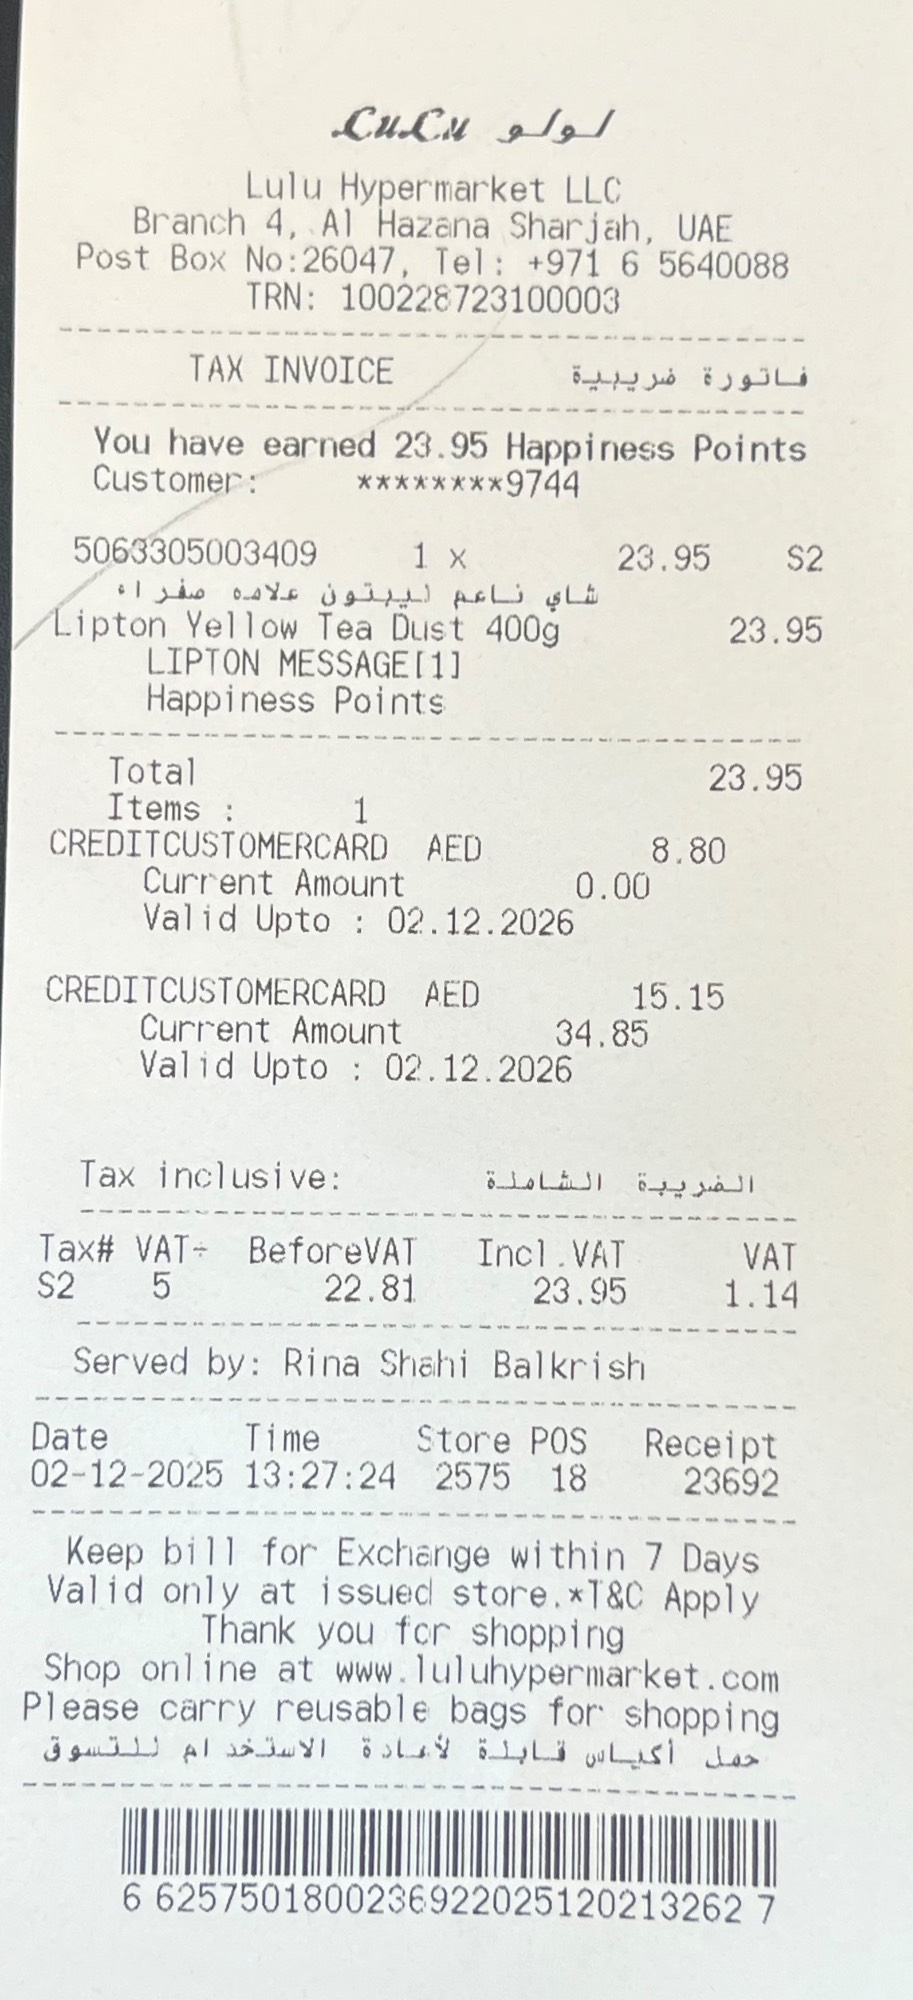 LuLu لولو
Lulu Hypermarket LLC
Branch 4, Al Hazana Sharjah, UAE
Post Box No:26047, Tel: +971 6 5640088
TRN: 100228723100003
TAX INVOICE فاتورة ضريبية
You have earned 23.95 Happiness Points
Customer: ********9744
5063305003409 1 x 23.95 S2
شاي ناعم ليبتون علامه صفراء
Lipton Yellow Tea Dust 400g 23.95
LIPTON MESSAGE[1]
Happiness Points
Total 23.95
Items : 1
CREDITCUSTOMERCARD AED 8.80
Current Amount 0.00
Valid Upto : 02.12.2026
CREDITCUSTOMERCARD AED 15.15
Current Amount 34.85
Valid Upto : 02.12.2026
Tax inclusive: الضريبة الشاملة
Tax# VAT÷ BeforeVAT Incl.VAT VAT
S2 5 22.81 23.95 1.14
Served by: Rina Shahi Balkrish
Date Time Store POS Receipt
02-12-2025 13:27:24 2575 18 23692
Keep bill for Exchange within 7 Days
Valid only at issued store.*T&C Apply
Thank you for shopping
Shop online at www.luluhypermarket.com
Please carry reusable bags for shopping
حمل أكياس قابلة لأعادة الاستخدام للتسوق
6 6257501800236922025120213262 7